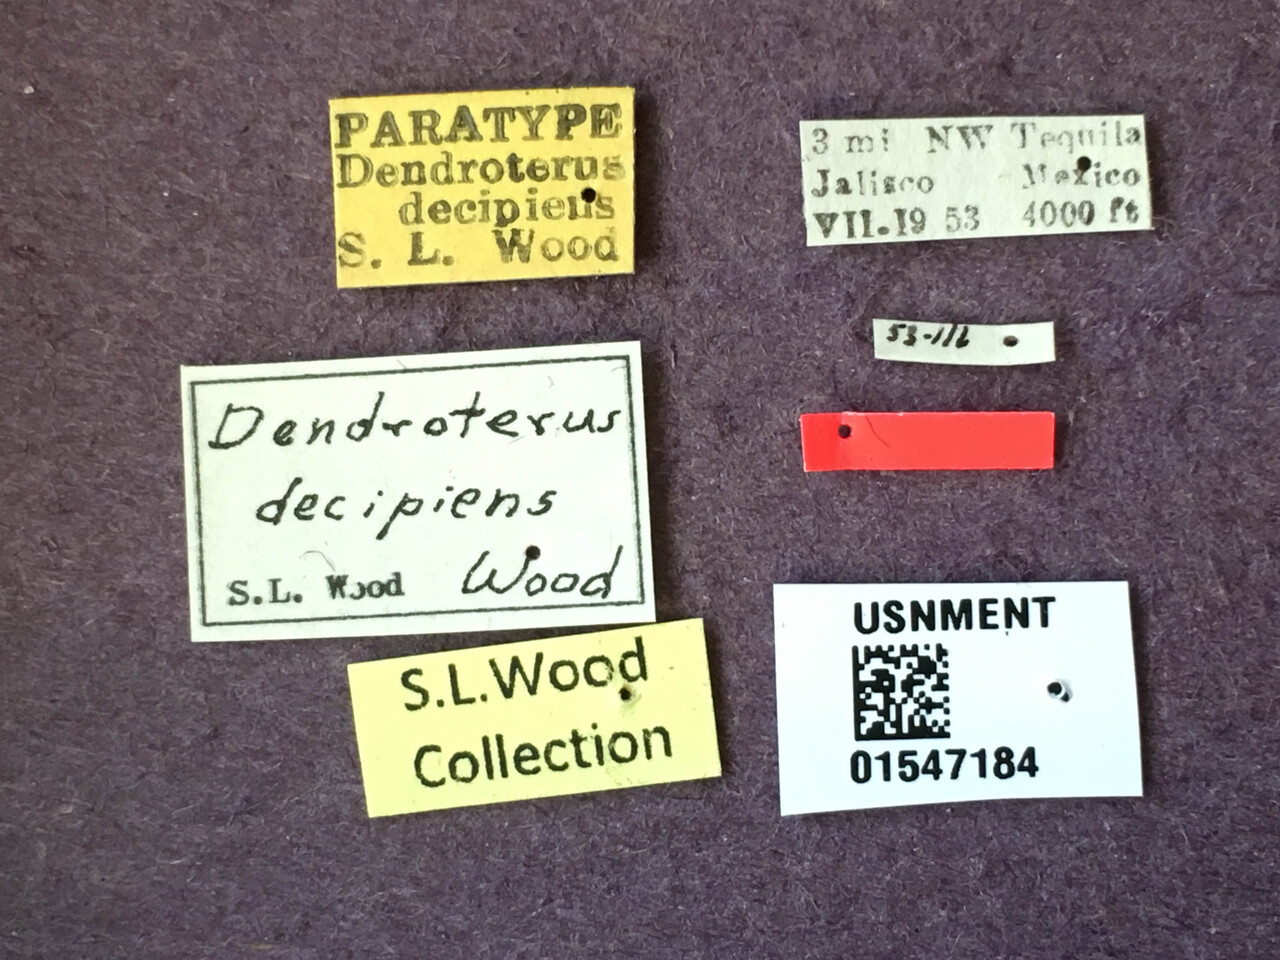 PARATYPE
Dendroterus
decipiens
S. L. Wood
3 mi NW Tequila
Jalisco Mexico
VII.19 53 4000 ft
53-112
Dendroterus
decipiens
S.L. Wood Wood
S.L.Wood
Collection
USNMENT
01547184